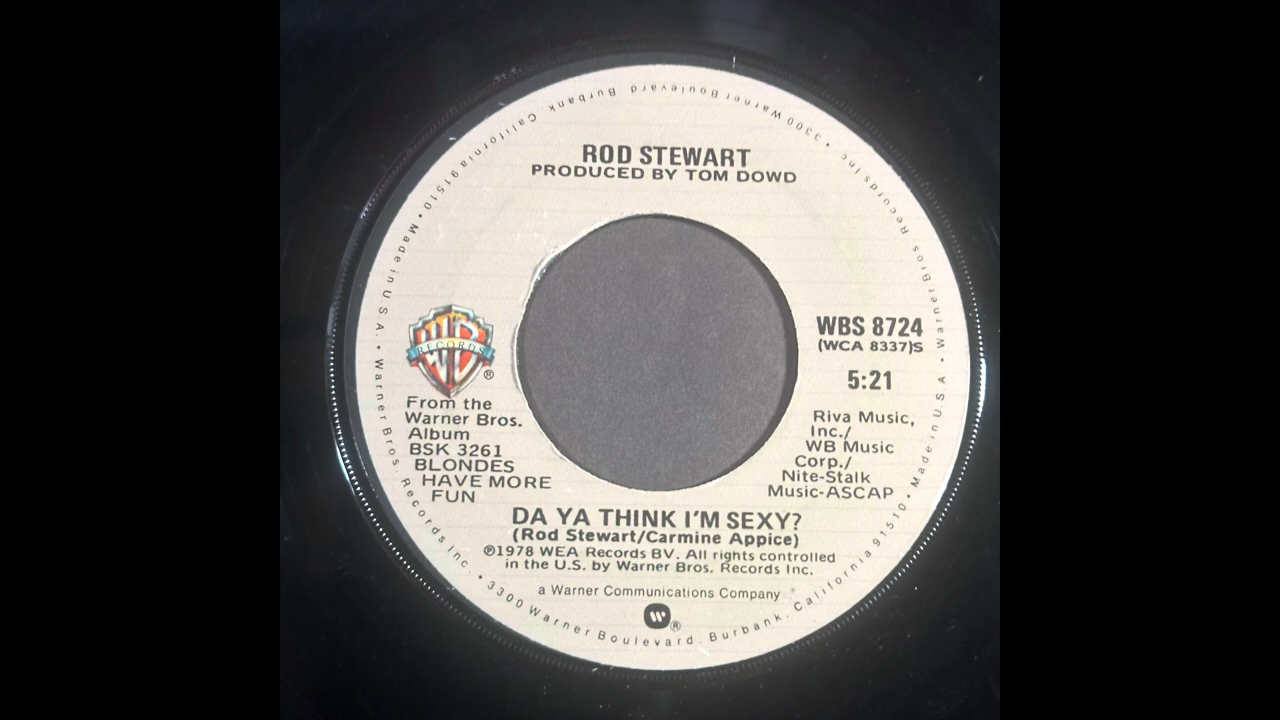 ROD STEWART
PRODUCED BY TOM DOWD
WB
RECORDS
®
From the
Warner Bros.
Album
BSK 3261
BLONDES
HAVE MORE
FUN
WBS 8724
(WCA 8337)S
5:21
Riva Music,
Inc./
WB Music
Corp./
Nite-Stalk
Music-ASCAP
DA YA THINK I'M SEXY?
(Rod Stewart/Carmine Appice)
℗1978 WEA Records BV. All rights controlled
in the U.S. by Warner Bros. Records Inc.
a Warner Communications Company
W®
Warner Bros. Records Inc. • 3300 Warner Boulevard, Burbank, California 91510 • Made in U.S.A. •
Warner Bros. Records Inc. • 3300 Warner Boulevard, Burbank, California 91510 • Made in U.S.A. •